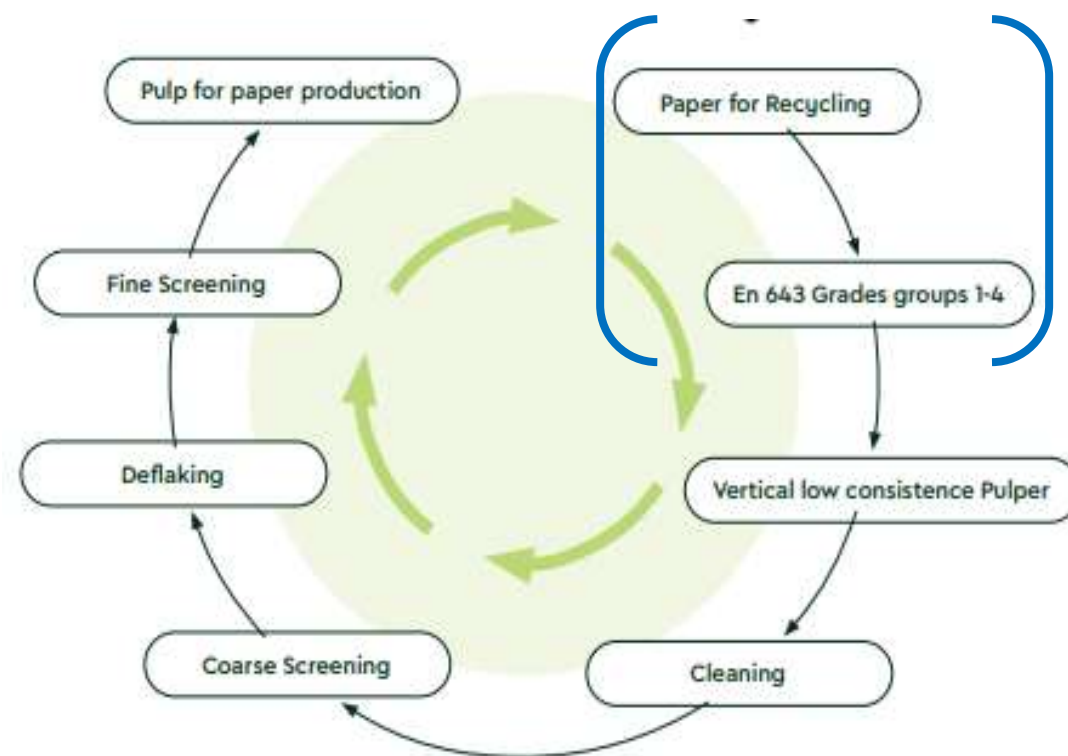 Paper for Recycling
En 643 Grades groups 1-4
Vertical low consistence Pulper
Cleaning
Coarse Screening
Deflaking
Fine Screening
Pulp for paper production